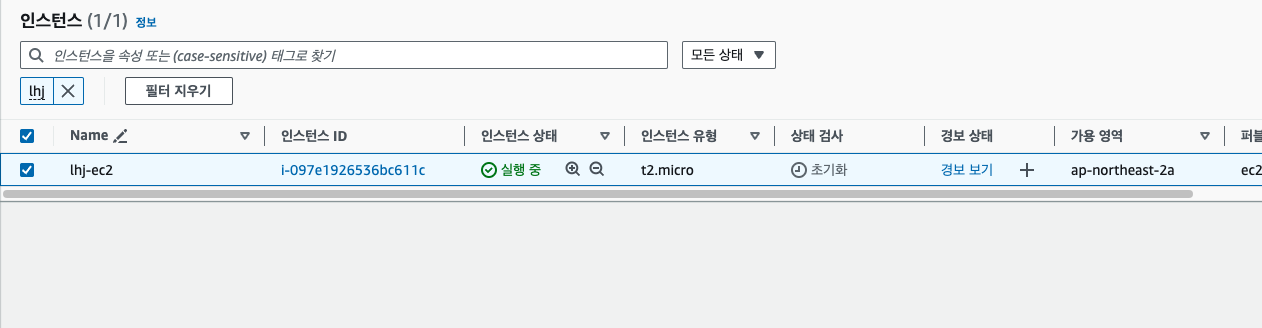 인스턴스 (1/1) 정보
인스턴스을 속성 또는 (case-sensitive) 태그로 찾기 모든 상태
lhj 필터 지우기
Name 인스턴스 ID 인스턴스 상태 인스턴스 유형 상태 검사 경보 상태 가용 영역 퍼블
lhj-ec2 i-097e1926536bc611c 실행 중 t2.micro 초기화 경보 보기 ap-northeast-2a ec2